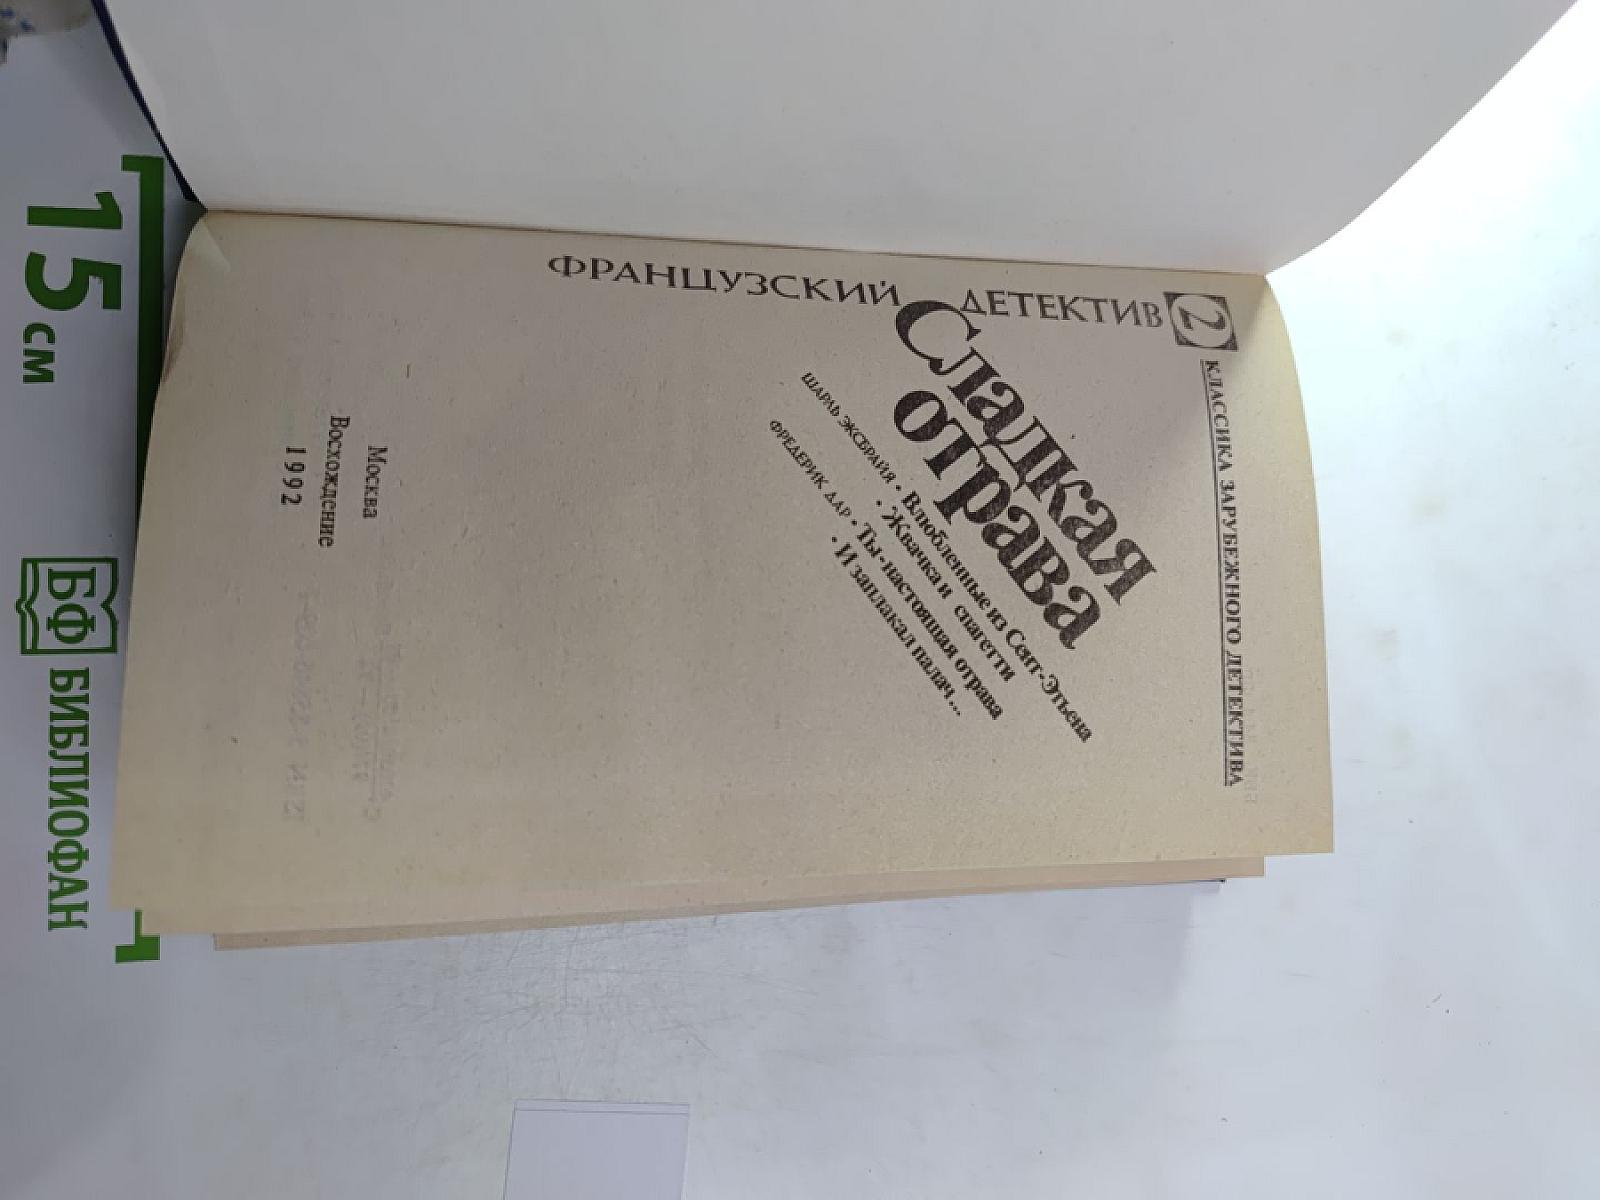 КЛАССИКА ЗАРУБЕЖНОГО ДЕТЕКТИВА
2
ФРАНЦУЗСКИЙ ДЕТЕКТИВ
Сладкая
отрава
ШАРЛЬ ЭКСБРАЙЯ • Влюбленные из Сент-Этьена
• Жвачка и спагетти
ФРЕДЕРИК ДАР • Ты-настоящая отрава
• И заплакал палач...
Москва
Восхождение
1992
15 см
БФ БИБЛИОФАН